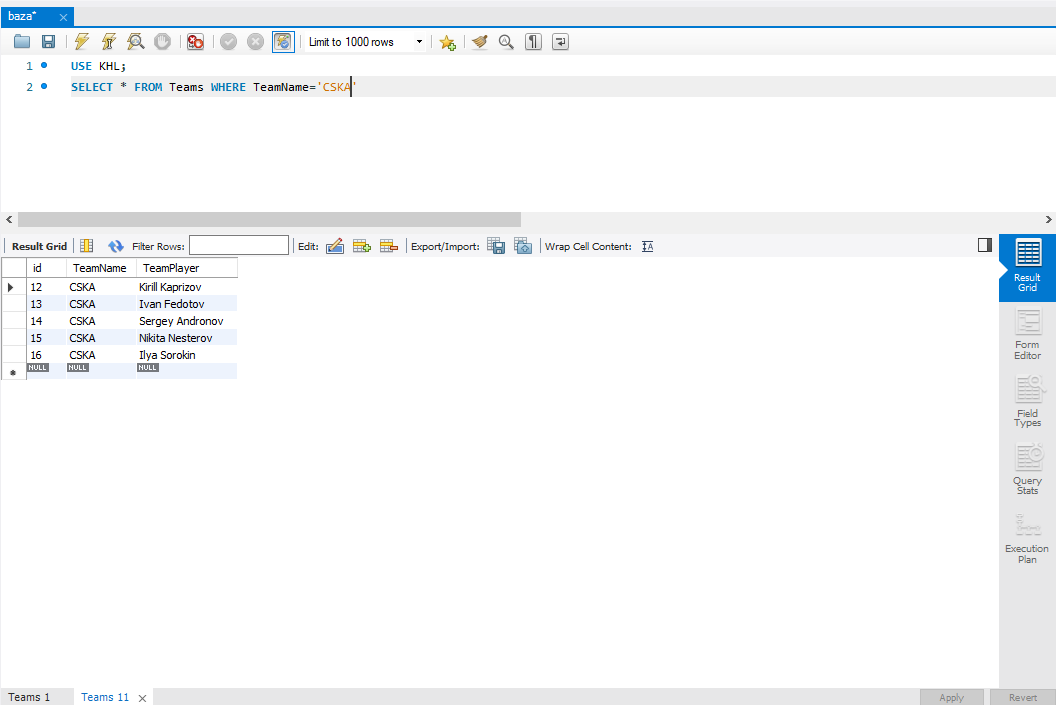 baza*
Limit to 1000 rows
1 USE KHL;
2 SELECT * FROM Teams WHERE TeamName='CSKA'
Result Grid Filter Rows: Edit: Export/Import: Wrap Cell Content:
id TeamName TeamPlayer
12 CSKA Kirill Kaprizov
13 CSKA Ivan Fedotov
14 CSKA Sergey Andronov
15 CSKA Nikita Nesterov
16 CSKA Ilya Sorokin
NULL NULL NULL
Result
Grid
Form
Editor
Field
Types
Query
Stats
Execution
Plan
Teams 1 Teams 11 Apply Revert